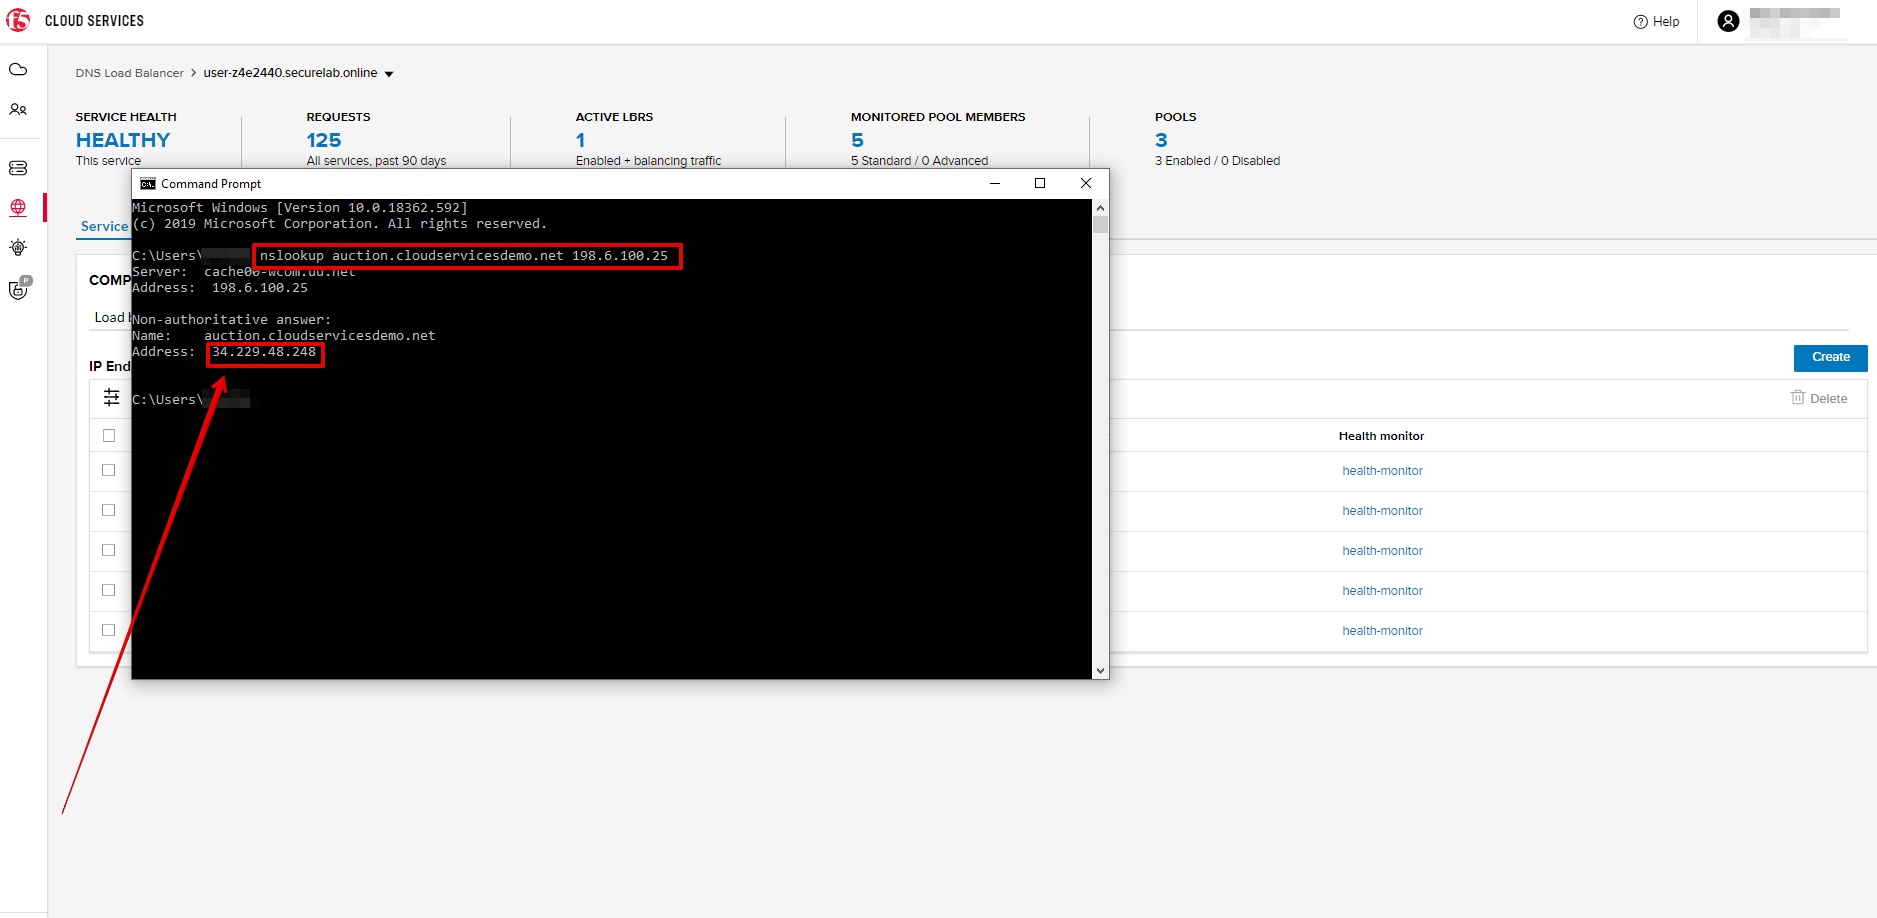 f5 CLOUD SERVICES
Help
DNS Load Balancer > user-z4e2440.securelab.online
SERVICE HEALTH
HEALTHY
This service
REQUESTS
125
All services, past 90 days
ACTIVE LBRS
1
Enabled + balancing traffic
MONITORED POOL MEMBERS
5
5 Standard / 0 Advanced
POOLS
3
3 Enabled / 0 Disabled
Command Prompt
Microsoft Windows [Version 10.0.18362.592]
(c) 2019 Microsoft Corporation. All rights reserved.
C:\Users\ nslookup auction.cloudservicesdemo.net 198.6.100.25
Server: cache00-wcom.uu.net
Address: 198.6.100.25
Non-authoritative answer:
Name: auction.cloudservicesdemo.net
Address: 34.229.48.248
C:\Users\
Service
COMP
Load
IP End
Create
Delete
Health monitor
health-monitor
health-monitor
health-monitor
health-monitor
health-monitor
P